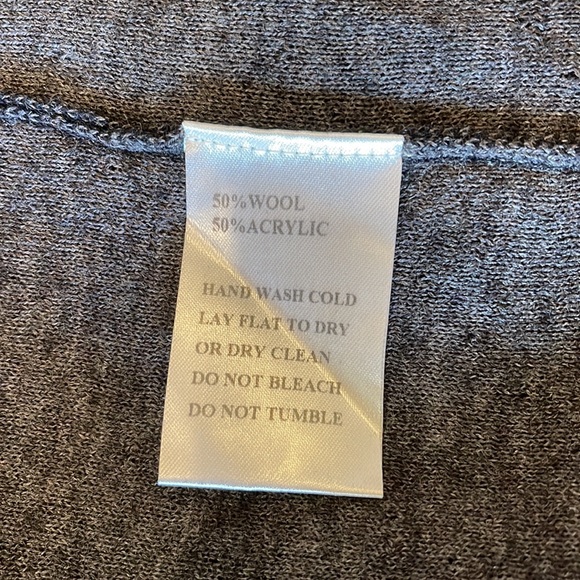 50%WOOL
50%ACRYLIC
HAND WASH COLD
LAY FLAT TO DRY
OR DRY CLEAN
DO NOT BLEACH
DO NOT TUMBLE